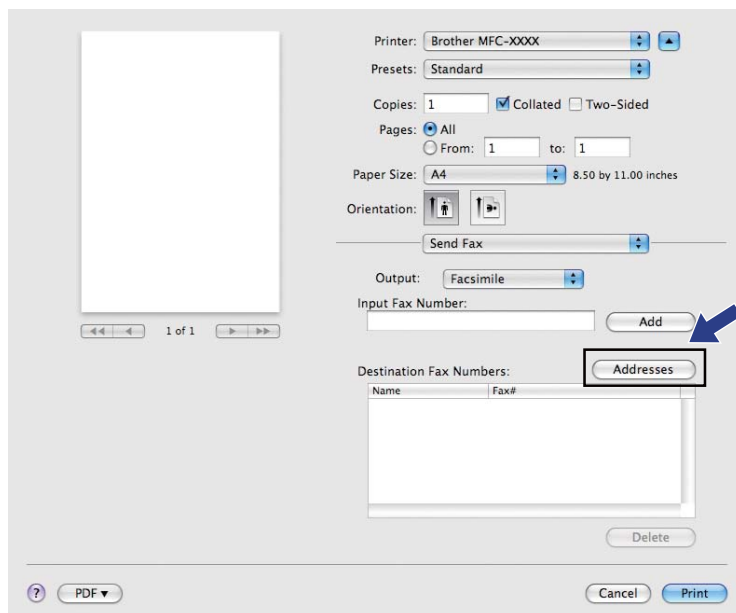 Printer: Brother MFC-XXXX
Presets: Standard
Copies: 1 Collated Two-Sided
Pages: All
From: 1 to: 1
Paper Size: A4 8.50 by 11.00 inches
Orientation:
Send Fax
Output: Facsimile
Input Fax Number:
Add
1 of 1
Destination Fax Numbers: Addresses
Name Fax#
Delete
? PDF Cancel Print